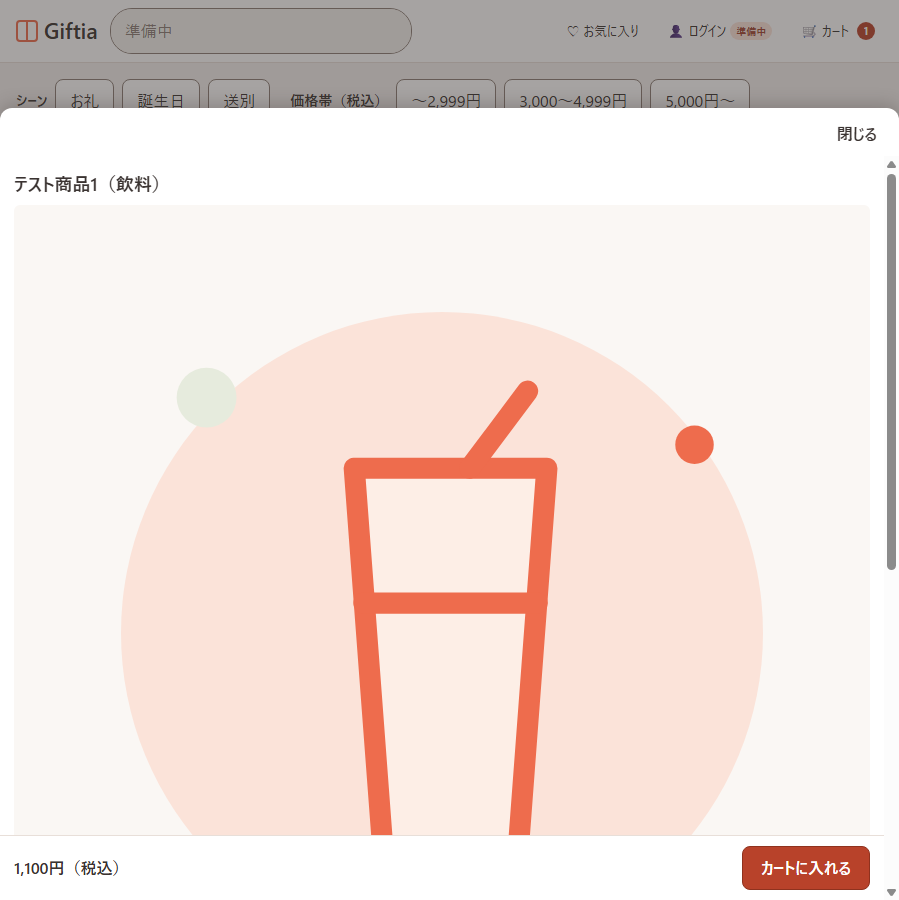 Giftia 準備中 ♡ お気に入り 👤 ログイン 準備中 🛒 カート 1
シーン お礼 誕生日 送別 価格帯（税込） ～2,999円 3,000～4,999円 5,000円～
閉じる
テスト商品1（飲料）
1,100円（税込） カートに入れる